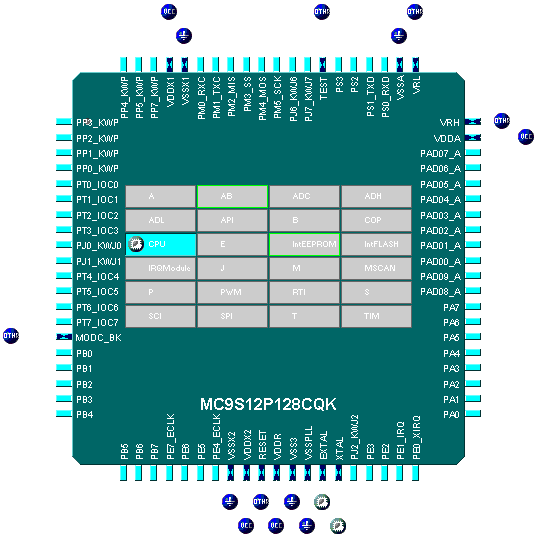 VCC OTHR OTHR
PP4_KWP PP5_KWP PP7_KWP VDDX1 VSSX1 PM0_RXC PM1_TXC PM2_MIS PM3_SS PM4_MOS PM5_SCK PJ6_KWJ6 PJ7_KWJ7 TEST PS3 PS2 PS1_TXD PS0_RXD VSSA VRL
PP3_KWP VRH OTHR
PP2_KWP VDDA VCC
PP1_KWP PAD07_A
PP0_KWP PAD06_A
PT0_IOC0 PAD05_A
PT1_IOC1 A AB ADC ADH PAD04_A
PT2_IOC2 PAD03_A
PT3_IOC3 ADL API B COP PAD02_A
PJ0_KWJ0 CPU E IntEEPROM IntFLASH PAD01_A
PJ1_KWJ1 IRQModule J M MSCAN PAD00_A
PT4_IOC4 PAD09_A
PT5_IOC5 P PWM RTI S PAD08_A
PT6_IOC6 PA7
PT7_IOC7 SCI SPI T TIM PA6
OTHR MODC_BK PA5
PB0 PA4
PB1 PA3
PB2 PA2
PB3 PA1
PB4 PA0
MC9S12P128CQK
PB5 PB6 PB7 PE7_ECLK PE6 PE5 PE4_ECLK VSSX2 VDDX2 RESET VDDR VSS3 VSSPLL EXTAL XTAL PJ2_KWJ2 PE3 PE2 PE1_IRQ PE0_XIRQ
OTHR
VCC VCC